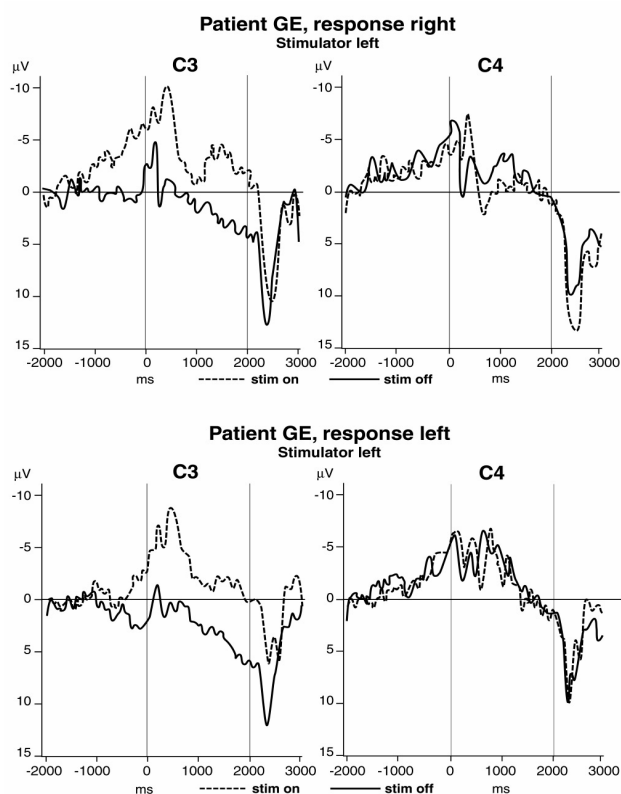 Patient GE, response right
Stimulator left
C3
C4
µV
µV
-10
-10
-5
-5
0
0
5
5
10
10
15
15
-2000 -1000 0 1000 2000 3000
-2000 -1000 0 1000 2000 3000
ms
stim on
stim off
ms
Patient GE, response left
Stimulator left
C3
C4
µV
µV
-10
-10
-5
-5
0
0
5
5
10
10
15
15
-2000 -1000 0 1000 2000 3000
-2000 -1000 0 1000 2000 3000
ms
stim on
stim off
ms